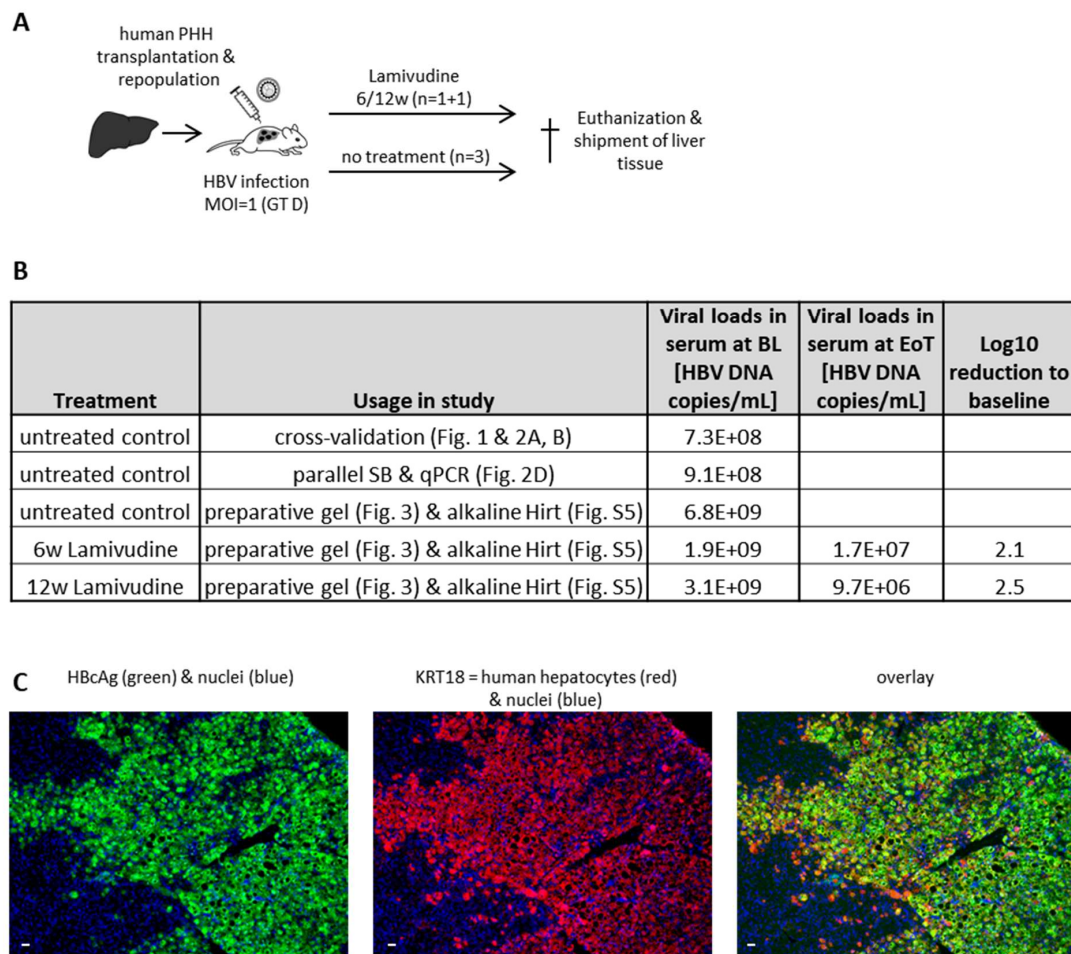 A
human PHH
transplantation &
repopulation
HBV infection
MOI=1 (GT D)
Lamivudine
6/12w (n=1+1)
no treatment (n=3)
Euthanization &
shipment of liver
tissue
B
Treatment
Usage in study
Viral loads in
serum at BL
[HBV DNA
copies/mL]
Viral loads in
serum at EoT
[HBV DNA
copies/mL]
Log10
reduction to
baseline
untreated control cross-validation (Fig. 1 & 2A, B) 7.3E+08
untreated control parallel SB & qPCR (Fig. 2D) 9.1E+08
untreated control preparative gel (Fig. 3) & alkaline Hirt (Fig. S5) 6.8E+09
6w Lamivudine preparative gel (Fig. 3) & alkaline Hirt (Fig. S5) 1.9E+09 1.7E+07 2.1
12w Lamivudine preparative gel (Fig. 3) & alkaline Hirt (Fig. S5) 3.1E+09 9.7E+06 2.5
C
HBcAg (green) & nuclei (blue)
KRT18 = human hepatocytes (red)
& nuclei (blue)
overlay